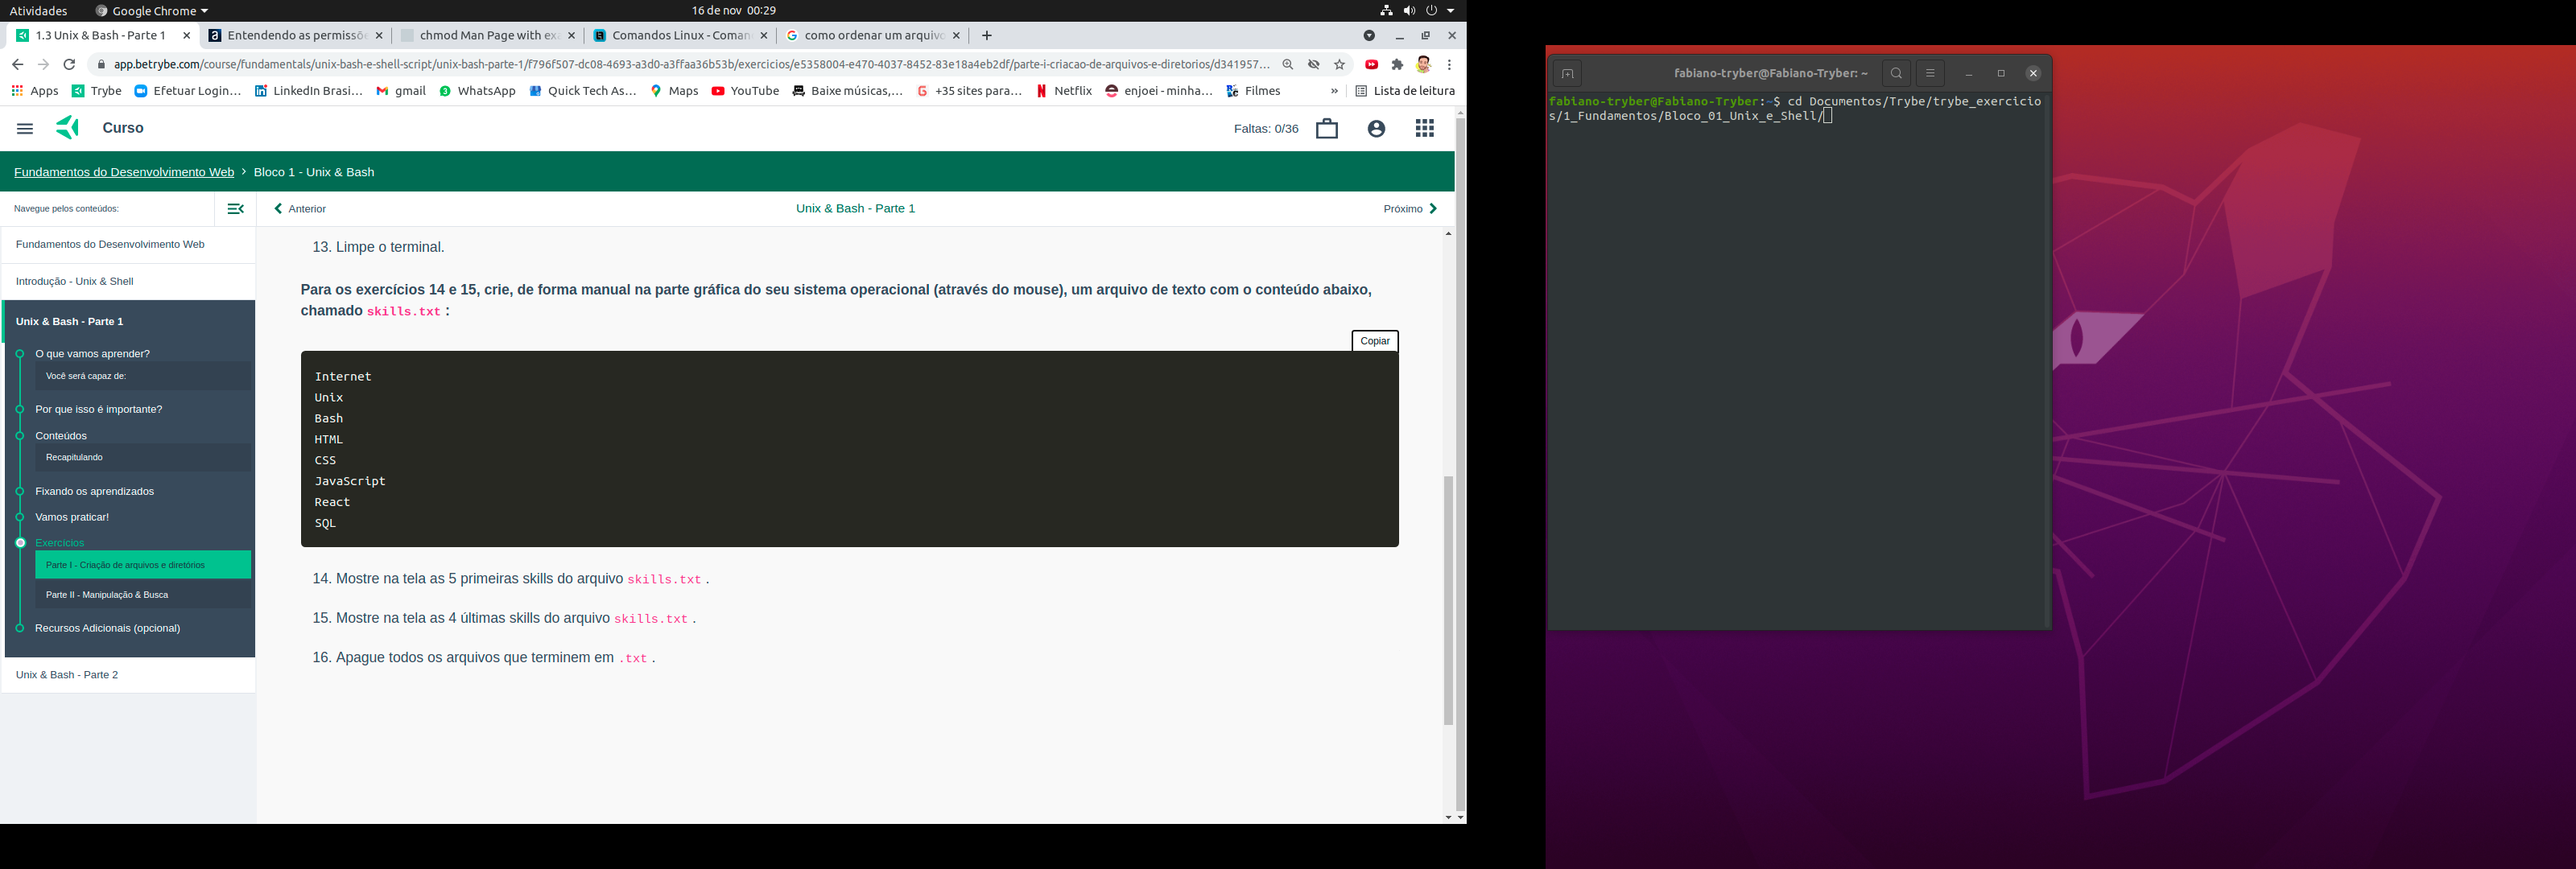 Atividades
Google Chrome
16 de nov 00:29
1.3 Unix & Bash - Parte 1
Entendendo as permissõe
chmod Man Page with exa
Comandos Linux - Coman
como ordenar um arquivo
app.betrybe.com/course/fundamentals/unix-bash-e-shell-script/unix-bash-parte-1/f796f507-dc08-4693-a3d0-a3ffaa36b53b/exercicios/e5358004-e470-4037-8452-83e18a4eb2df/parte-i-criacao-de-arquivos-e-diretorios/d341957...
Apps
Trybe
Efetuar Login...
LinkedIn Brasi...
gmail
WhatsApp
Quick Tech As...
Maps
YouTube
Baixe músicas,...
+35 sites para...
Netflix
enjoei - minha...
Filmes
»
Lista de leitura
Curso
Faltas: 0/36
Fundamentos do Desenvolvimento Web › Bloco 1 - Unix & Bash
Navegue pelos conteúdos:
Anterior
Unix & Bash - Parte 1
Próximo
Fundamentos do Desenvolvimento Web
Introdução - Unix & Shell
Unix & Bash - Parte 1
O que vamos aprender?
Você será capaz de:
Por que isso é importante?
Conteúdos
Recapitulando
Fixando os aprendizados
Vamos praticar!
Exercícios
Parte I - Criação de arquivos e diretórios
Parte II - Manipulação & Busca
Recursos Adicionais (opcional)
Unix & Bash - Parte 2
13. Limpe o terminal.
Para os exercícios 14 e 15, crie, de forma manual na parte gráfica do seu sistema operacional (através do mouse), um arquivo de texto com o conteúdo abaixo,
chamado skills.txt :
Copiar
Internet
Unix
Bash
HTML
CSS
JavaScript
React
SQL
14. Mostre na tela as 5 primeiras skills do arquivo skills.txt .
15. Mostre na tela as 4 últimas skills do arquivo skills.txt .
16. Apague todos os arquivos que terminem em .txt .
fabiano-tryber@Fabiano-Tryber: ~
fabiano-tryber@Fabiano-Tryber:~$ cd Documentos/Trybe/trybe_exercicio
s/1_Fundamentos/Bloco_01_Unix_e_Shell/